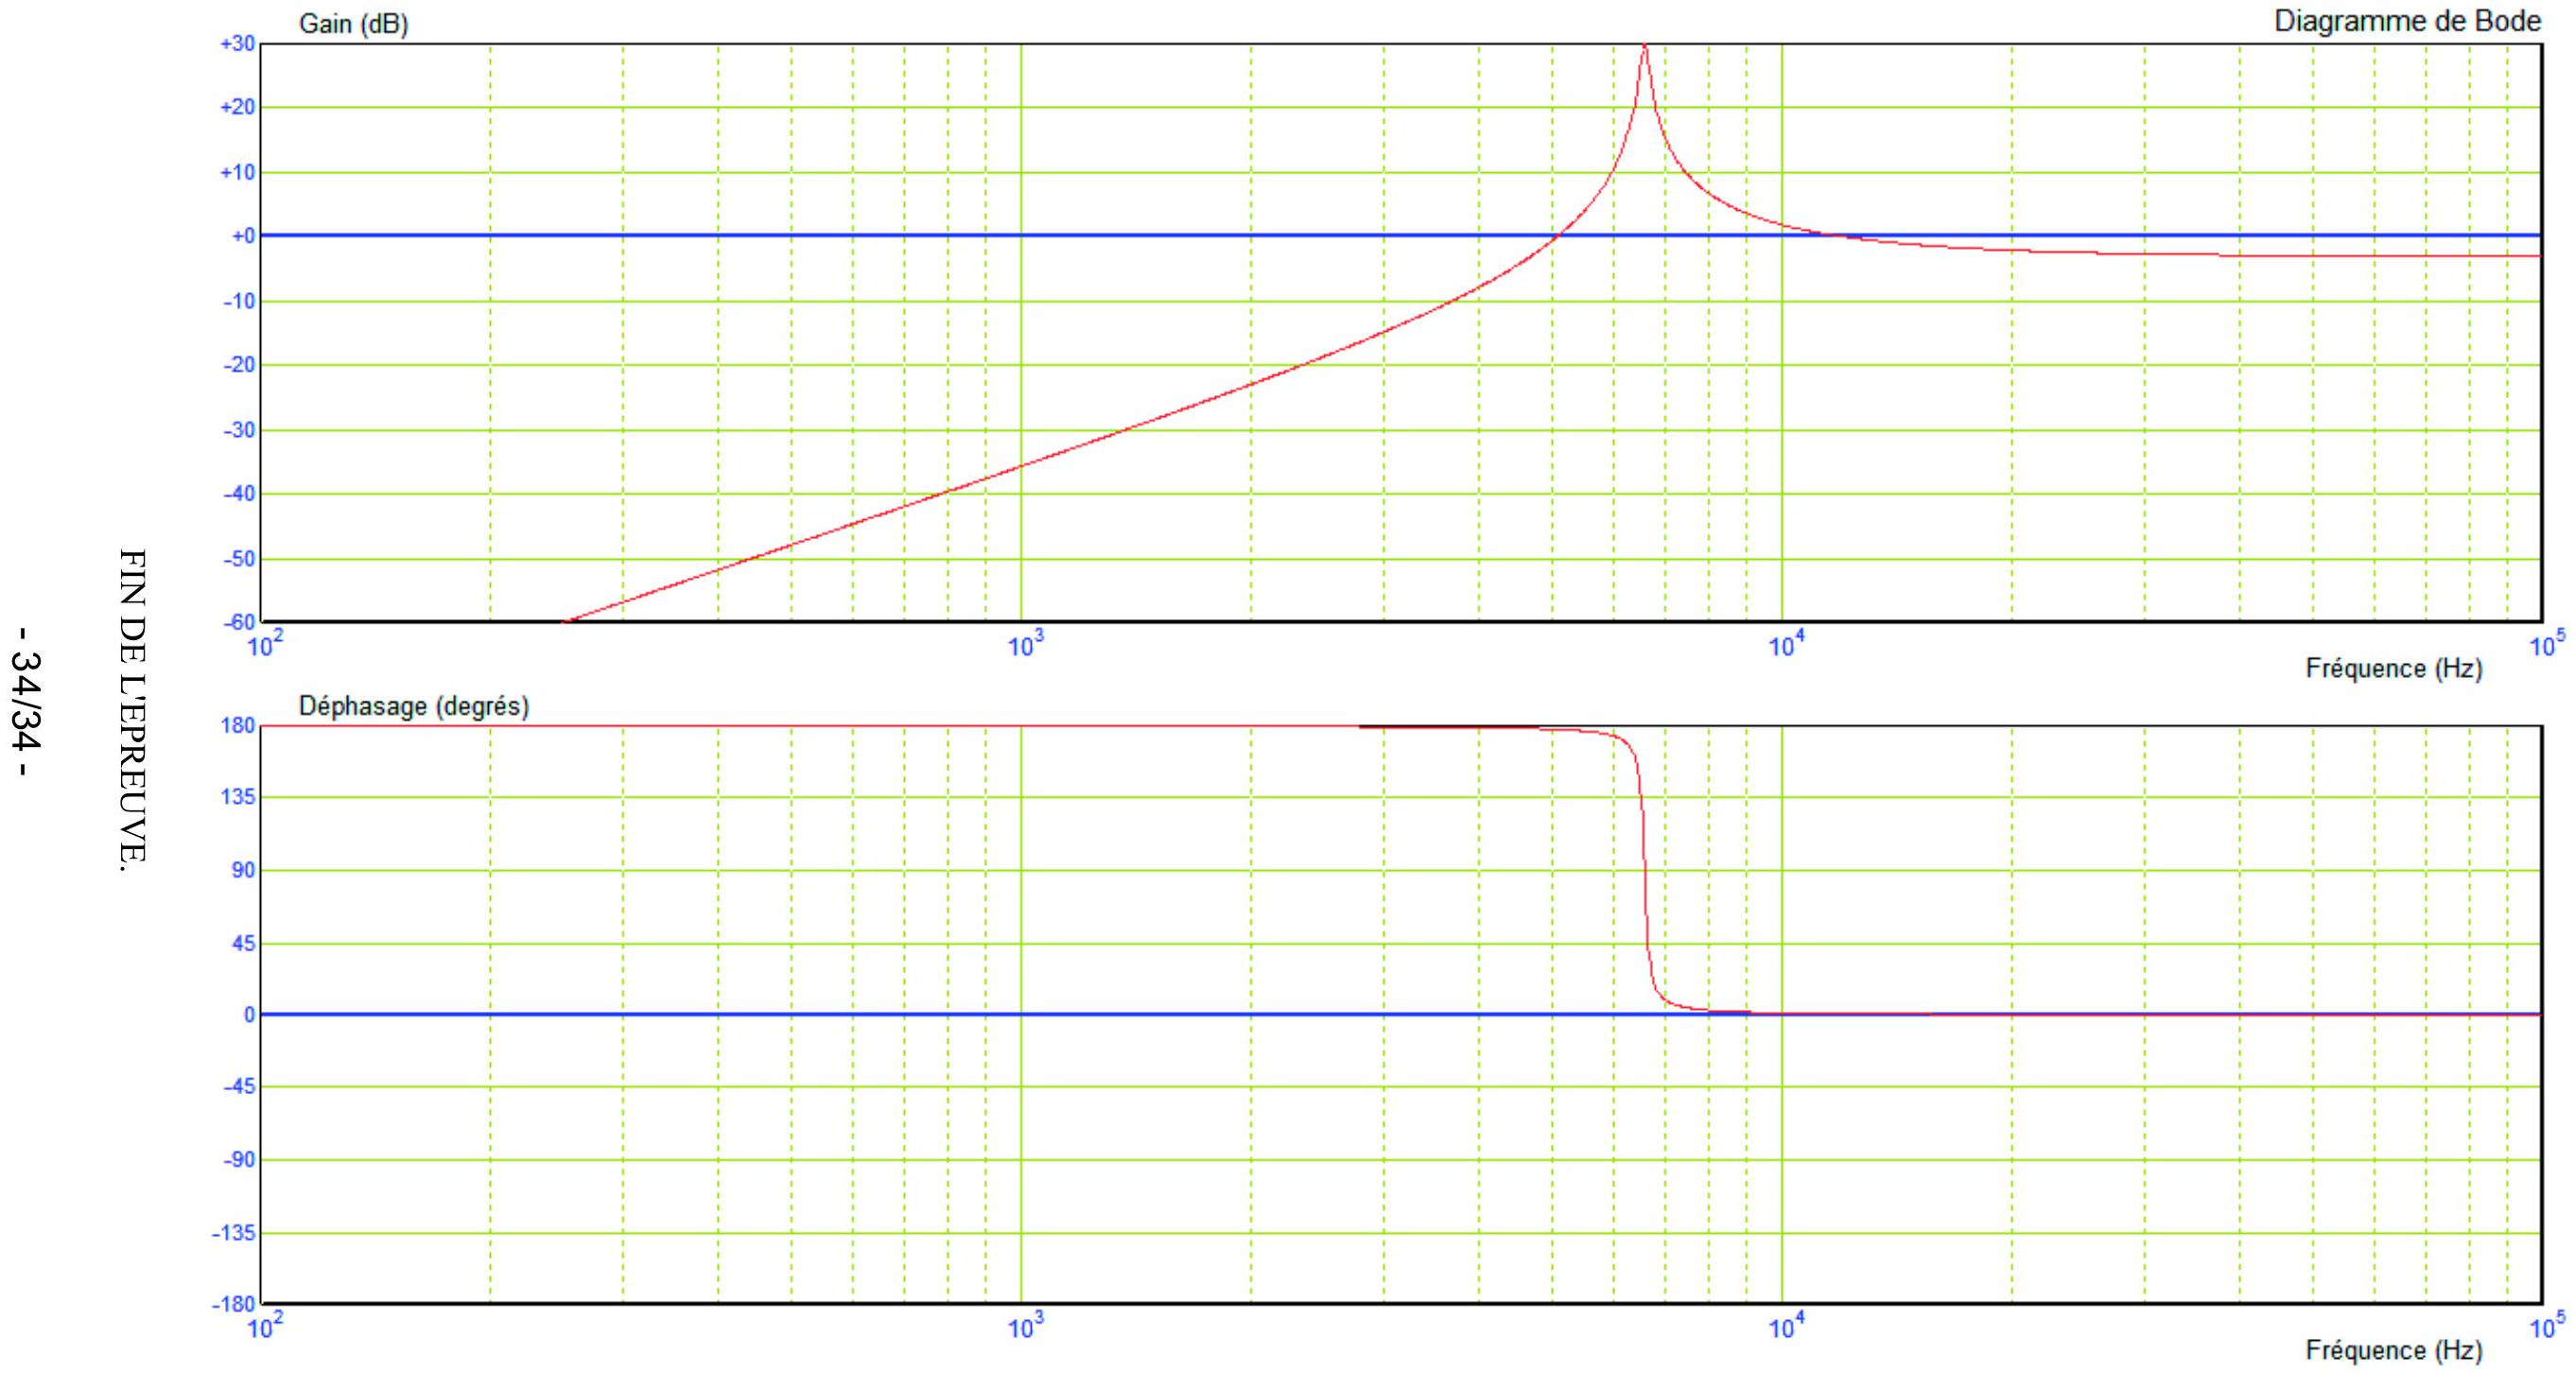 Gain (dB)
Diagramme de Bode
+30
+20
+10
+0
-10
-20
-30
-40
-50
-60
10² 10³ 10⁴ 10⁵
Fréquence (Hz)
Déphasage (degrés)
180
135
90
45
0
-45
-90
-135
-180
10² 10³ 10⁴ 10⁵
Fréquence (Hz)
FIN DE L'EPREUVE.
- 34/34 -